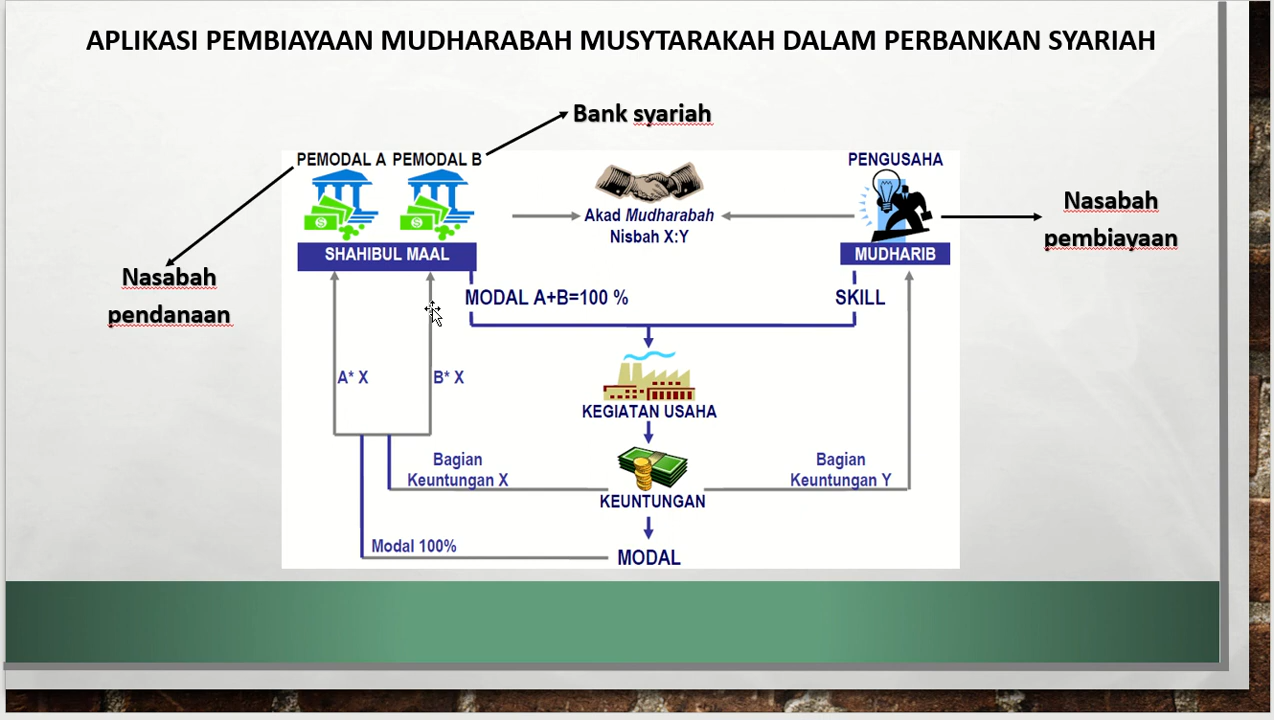 APLIKASI PEMBIAYAAN MUDHARABAH MUSYTARAKAH DALAM PERBANKAN SYARIAH
Bank syariah
PEMODAL A PEMODAL B
PENGUSAHA
Akad Mudharabah
Nisbah X:Y
Nasabah
pembiayaan
SHAHIBUL MAAL
MUDHARIB
Nasabah
pendanaan
MODAL A+B=100 %
SKILL
A* X
B* X
KEGIATAN USAHA
Bagian
Keuntungan X
Bagian
Keuntungan Y
KEUNTUNGAN
Modal 100%
MODAL